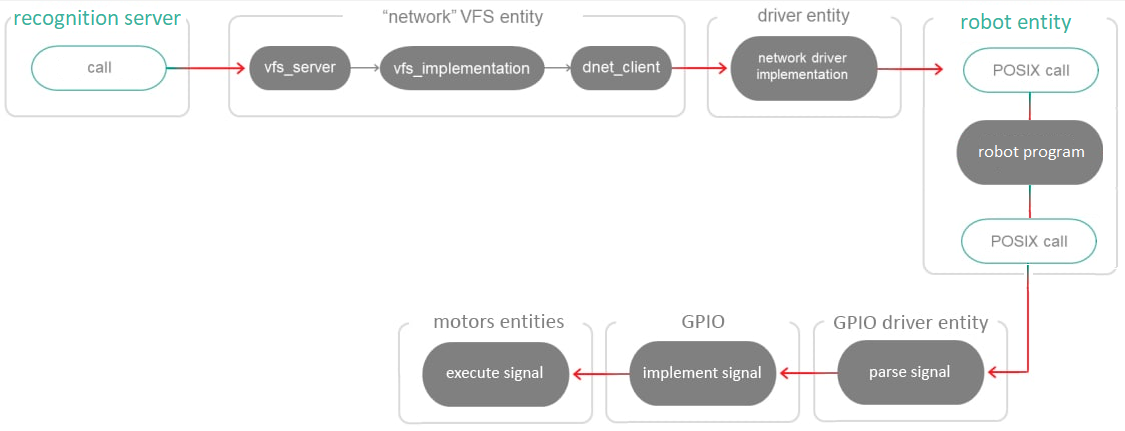 recognition server
call
“network” VFS entity
vfs_server
vfs_implementation
dnet_client
driver entity
network driver
implementation)
robot entity
POSIX call
robot program
POSIX call
motors entities
execute signal
GPIO
implement signal
GPIO driver entity
parse signal